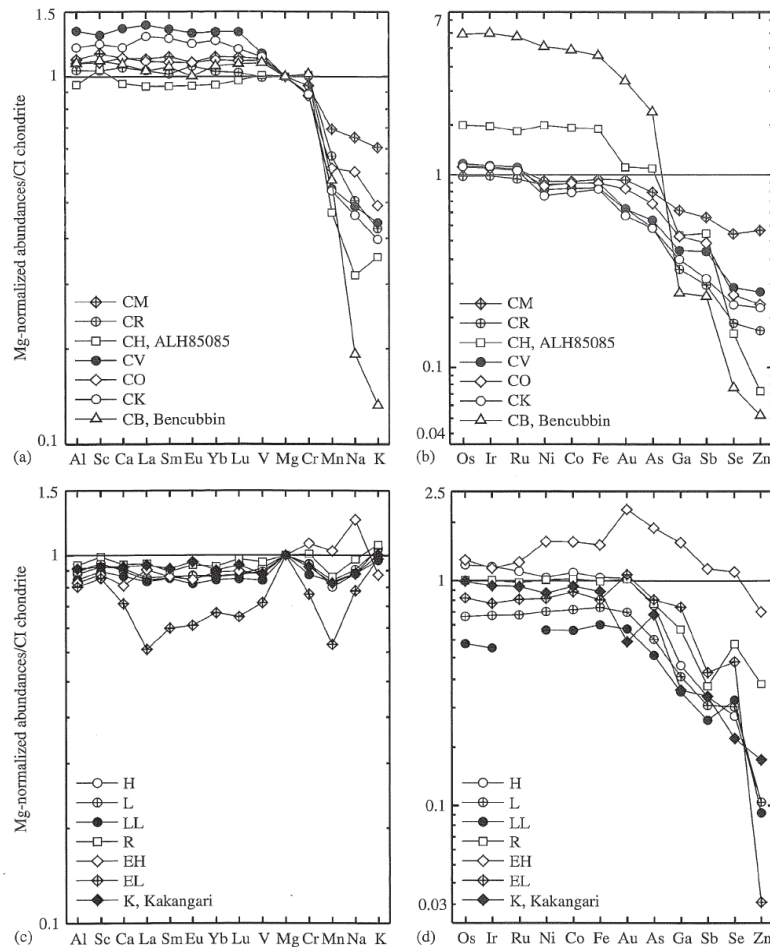 Mg-normalized abundances/CI chondrite
1.5
1
0.1
CM
CR
CH, ALH85085
CV
CO
CK
CB, Bencubbin
(a)
Al Sc Ca La Sm Eu Yb Lu V Mg Cr Mn Na K
7
1
0.1
0.04
CM
CR
CH, ALH85085
CV
CO
CK
CB, Bencubbin
(b)
Os Ir Ru Ni Co Fe Au As Ga Sb Se Zn
Mg-normalized abundances/CI chondrite
1.5
1
0.1
H
L
LL
R
EH
EL
K, Kakangari
(c)
Al Sc Ca La Sm Eu Yb Lu V Mg Cr Mn Na K
2.5
1
0.1
0.03
H
L
LL
R
EH
EL
K, Kakangari
(d)
Os Ir Ru Ni Co Fe Au As Ga Sb Se Zn